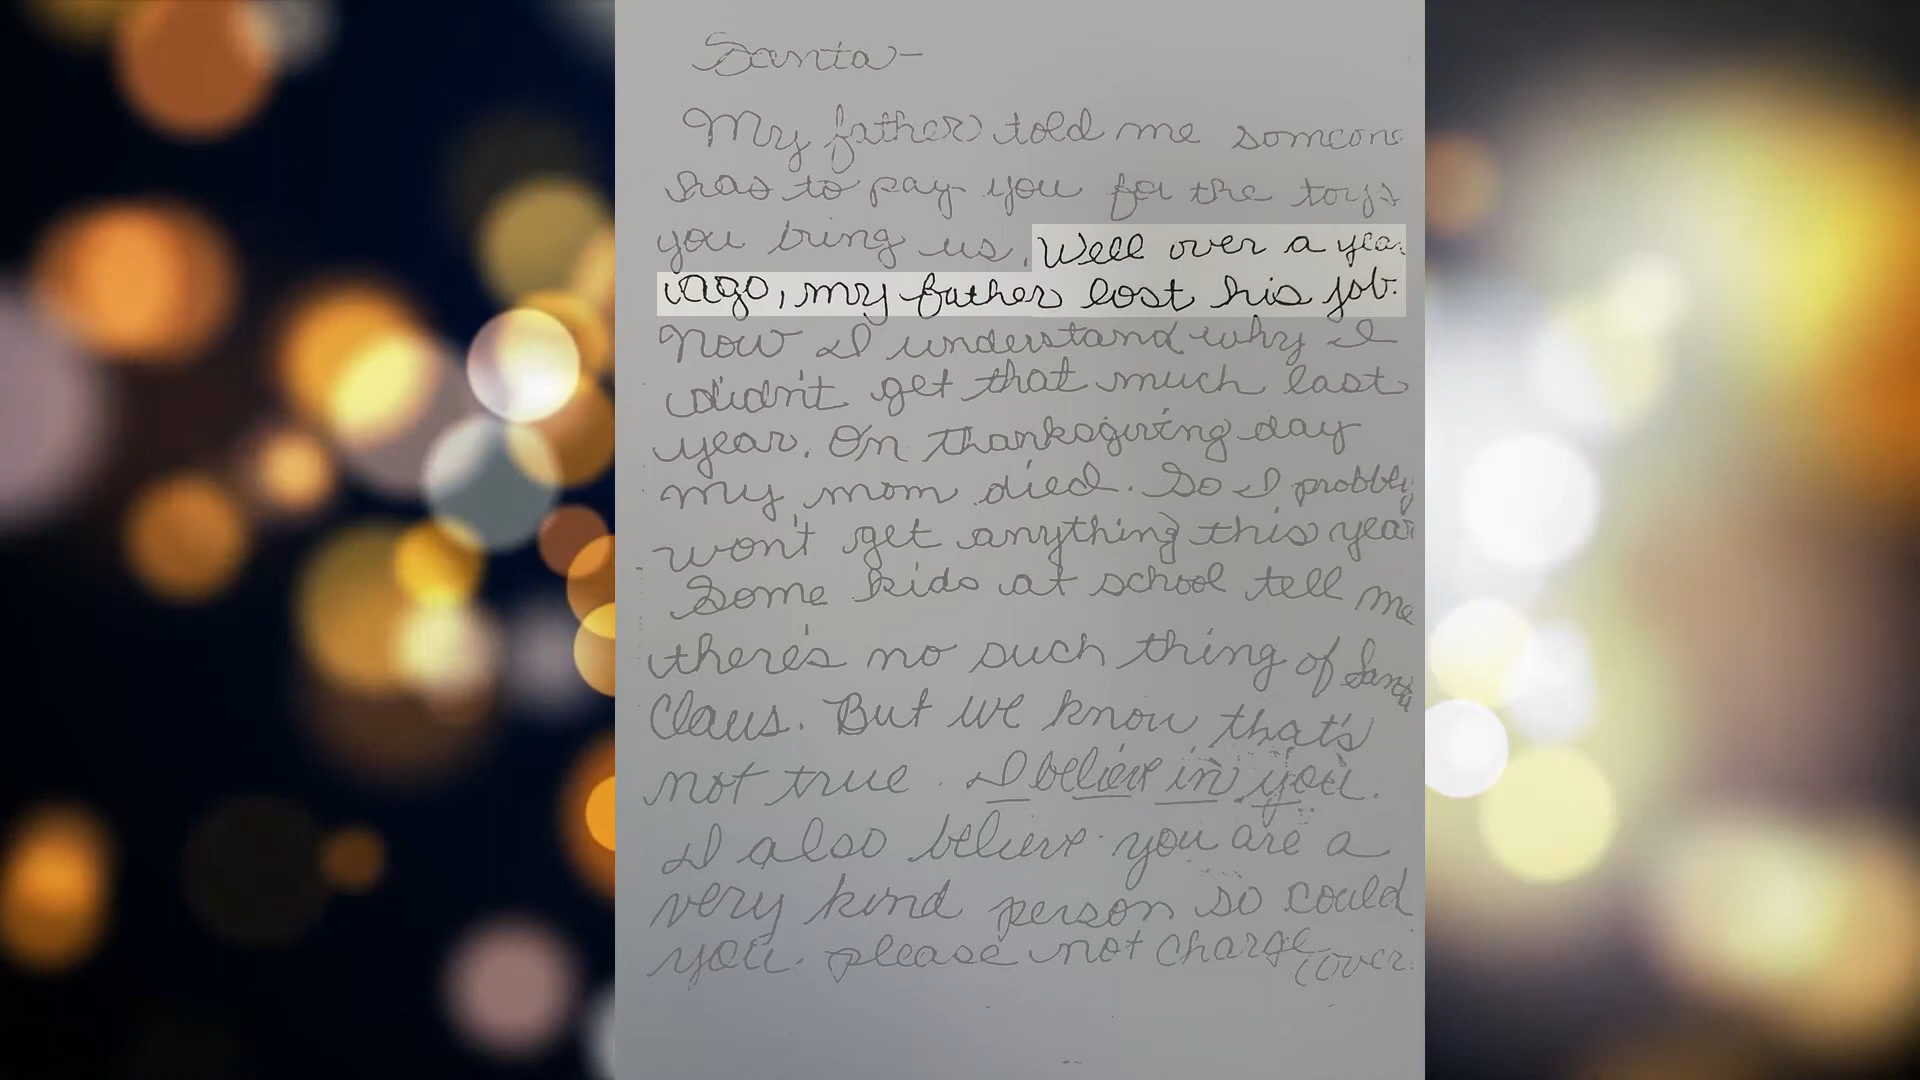 Santa-
My father told me someone
has to pay you for the toys
you bring us. Well over a year
ago, my father lost his job.
Now I understand why I
didn't get that much last
year. On thanksgiving day
my mom died. So I probbly
won't get anything this year
Some kids at school tell me
there's no such thing of Santa
Claus. But we know that's
not true. I believe in you.
I also believe you are a
very kind person so could
you please not charge
(over